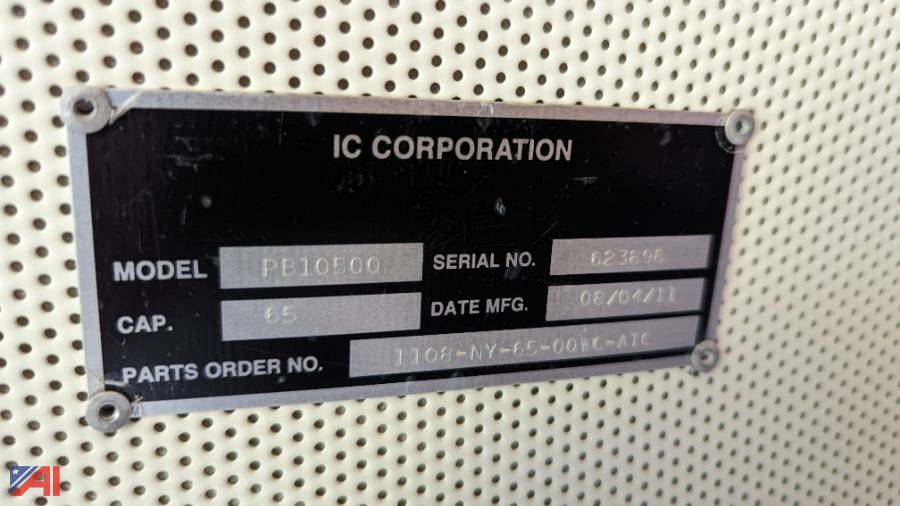 IC CORPORATION
MODEL PB10500 SERIAL NO. 623898
CAP. 65 DATE MFG. 08/04/11
PARTS ORDER NO. 1108-NY-65-00WC-ATC
AI